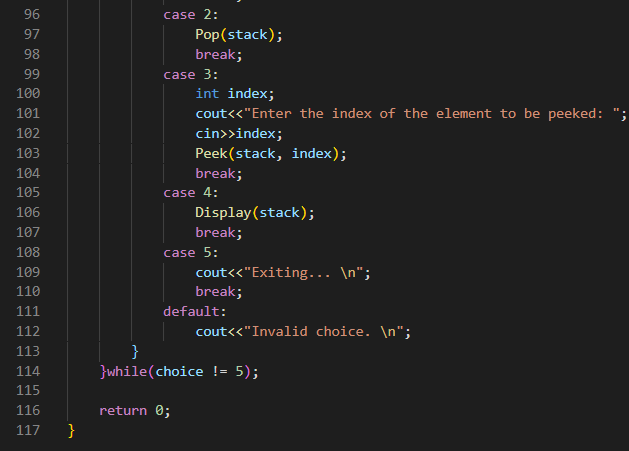 96 case 2:
97 Pop(stack);
98 break;
99 case 3:
100 int index;
101 cout<<"Enter the index of the element to be peeked: ";
102 cin>>index;
103 Peek(stack, index);
104 break;
105 case 4:
106 Display(stack);
107 break;
108 case 5:
109 cout<<"Exiting... \n";
110 break;
111 default:
112 cout<<"Invalid choice. \n";
113 }
114 }while(choice != 5);
115
116 return 0;
117 }